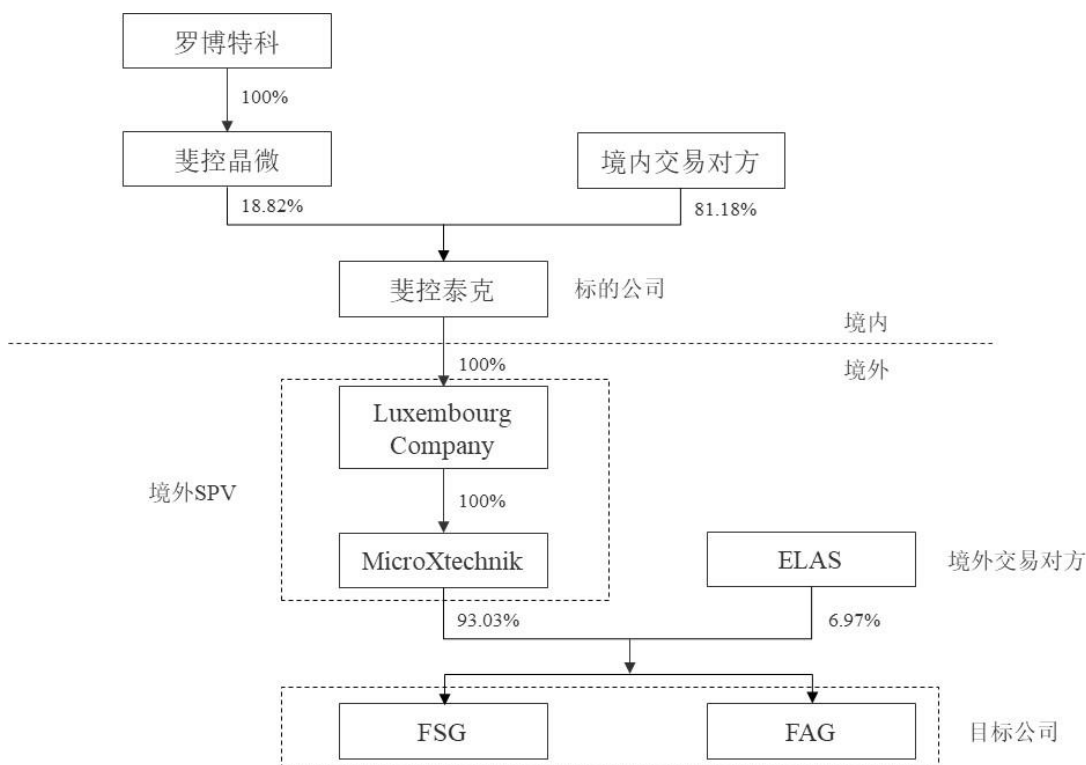 罗博特科
100%
斐控晶微
境内交易对方
18.82%
81.18%
斐控泰克
标的公司
境内
100%
境外
Luxembourg
Company
境外SPV
100%
MicroXtechnik
ELAS
境外交易对方
93.03%
6.97%
FSG
FAG
目标公司